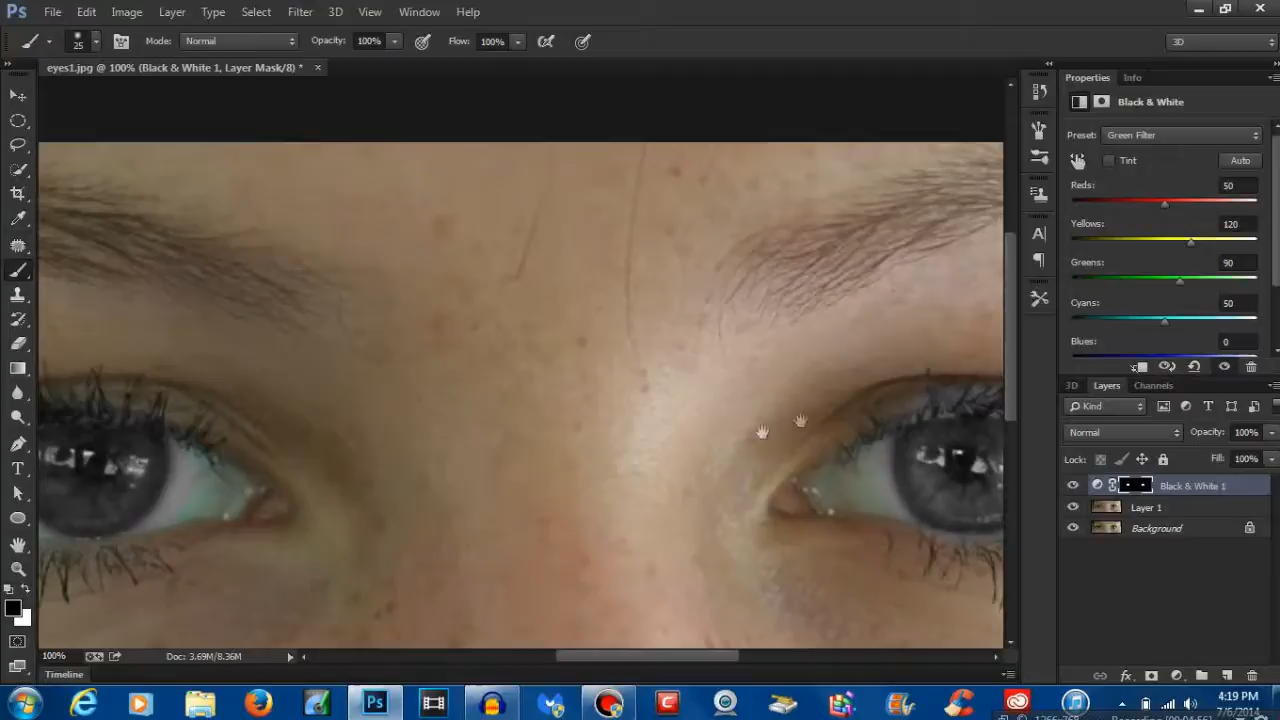 Ps File Edit Image Layer Type Select Filter 3D View Window Help
25 Mode: Normal Opacity: 100% Flow: 100% 3D
eyes1.jpg @ 100% (Black & White 1, Layer Mask/8) * ×
Properties Info
Black & White
Preset: Green Filter
Tint Auto
Reds: 50
Yellows: 120
Greens: 90
Cyans: 50
Blues: 0
3D Layers Channels
Kind
Normal Opacity: 100%
Lock: Fill: 100%
Black & White 1
Layer 1
Background
100% Doc: 3.69M/8.36M
Timeline
4:19 PM
7/6/2014